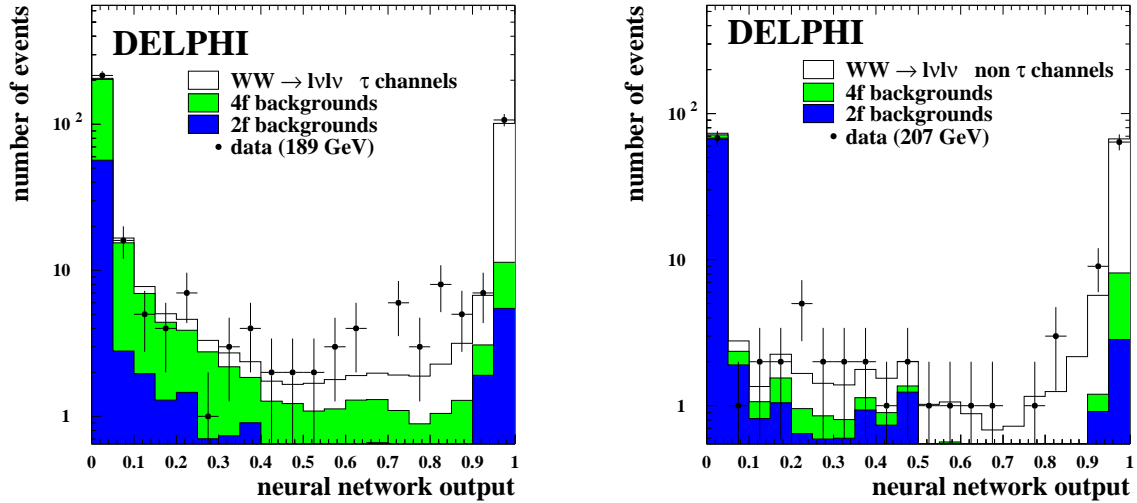 DELPHI
WW → lνlν τ channels
4f backgrounds
2f backgrounds
data (189 GeV)
number of events
10 2
10
1
0 0.1 0.2 0.3 0.4 0.5 0.6 0.7 0.8 0.9 1
neural network output
DELPHI
WW → lνlν non τ channels
4f backgrounds
2f backgrounds
data (207 GeV)
number of events
10 2
10
1
0 0.1 0.2 0.3 0.4 0.5 0.6 0.7 0.8 0.9 1
neural network output